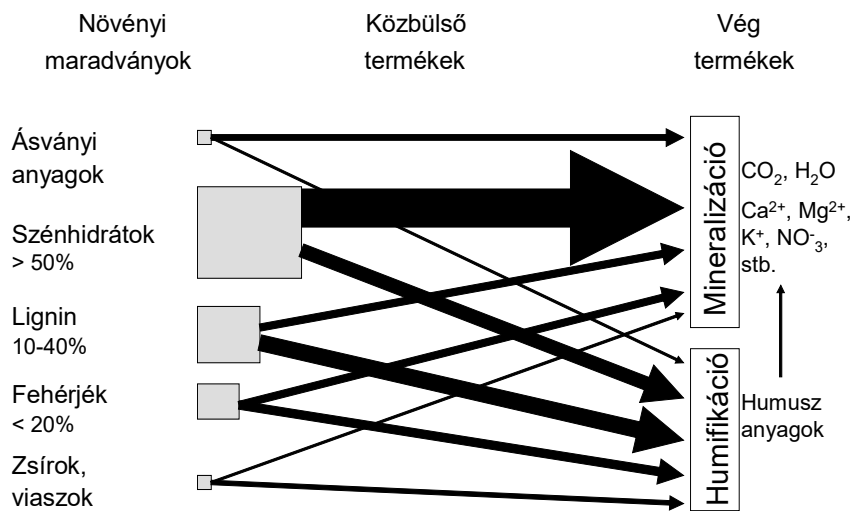 Növényi
maradványok
Közbülső
termékek
Vég
termékek
Ásványi
anyagok
Szénhidrátok
> 50%
Lignin
10-40%
Fehérjék
< 20%
Zsírok,
viaszok
Mineralizáció
Humifikáció
CO₂, H₂O
Ca²⁺, Mg²⁺,
K⁺, NO⁻₃,
stb.
Humusz
anyagok